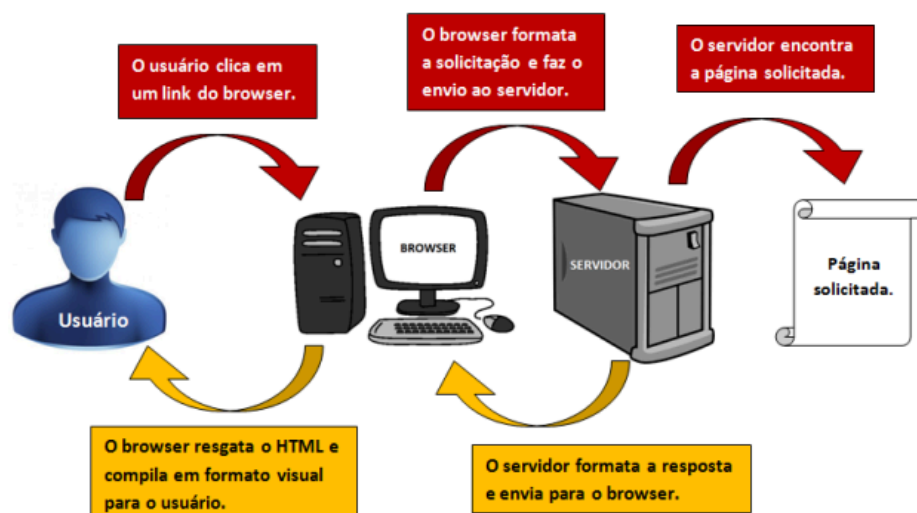 O usuário clica em
um link do browser.
O browser formata
a solicitação e faz o
envio ao servidor.
O servidor encontra
a página solicitada.
Usuário
BROWSER
SERVIDOR
Página
solicitada.
O browser resgata o HTML e
compila em formato visual
para o usuário.
O servidor formata a resposta
e envia para o browser.